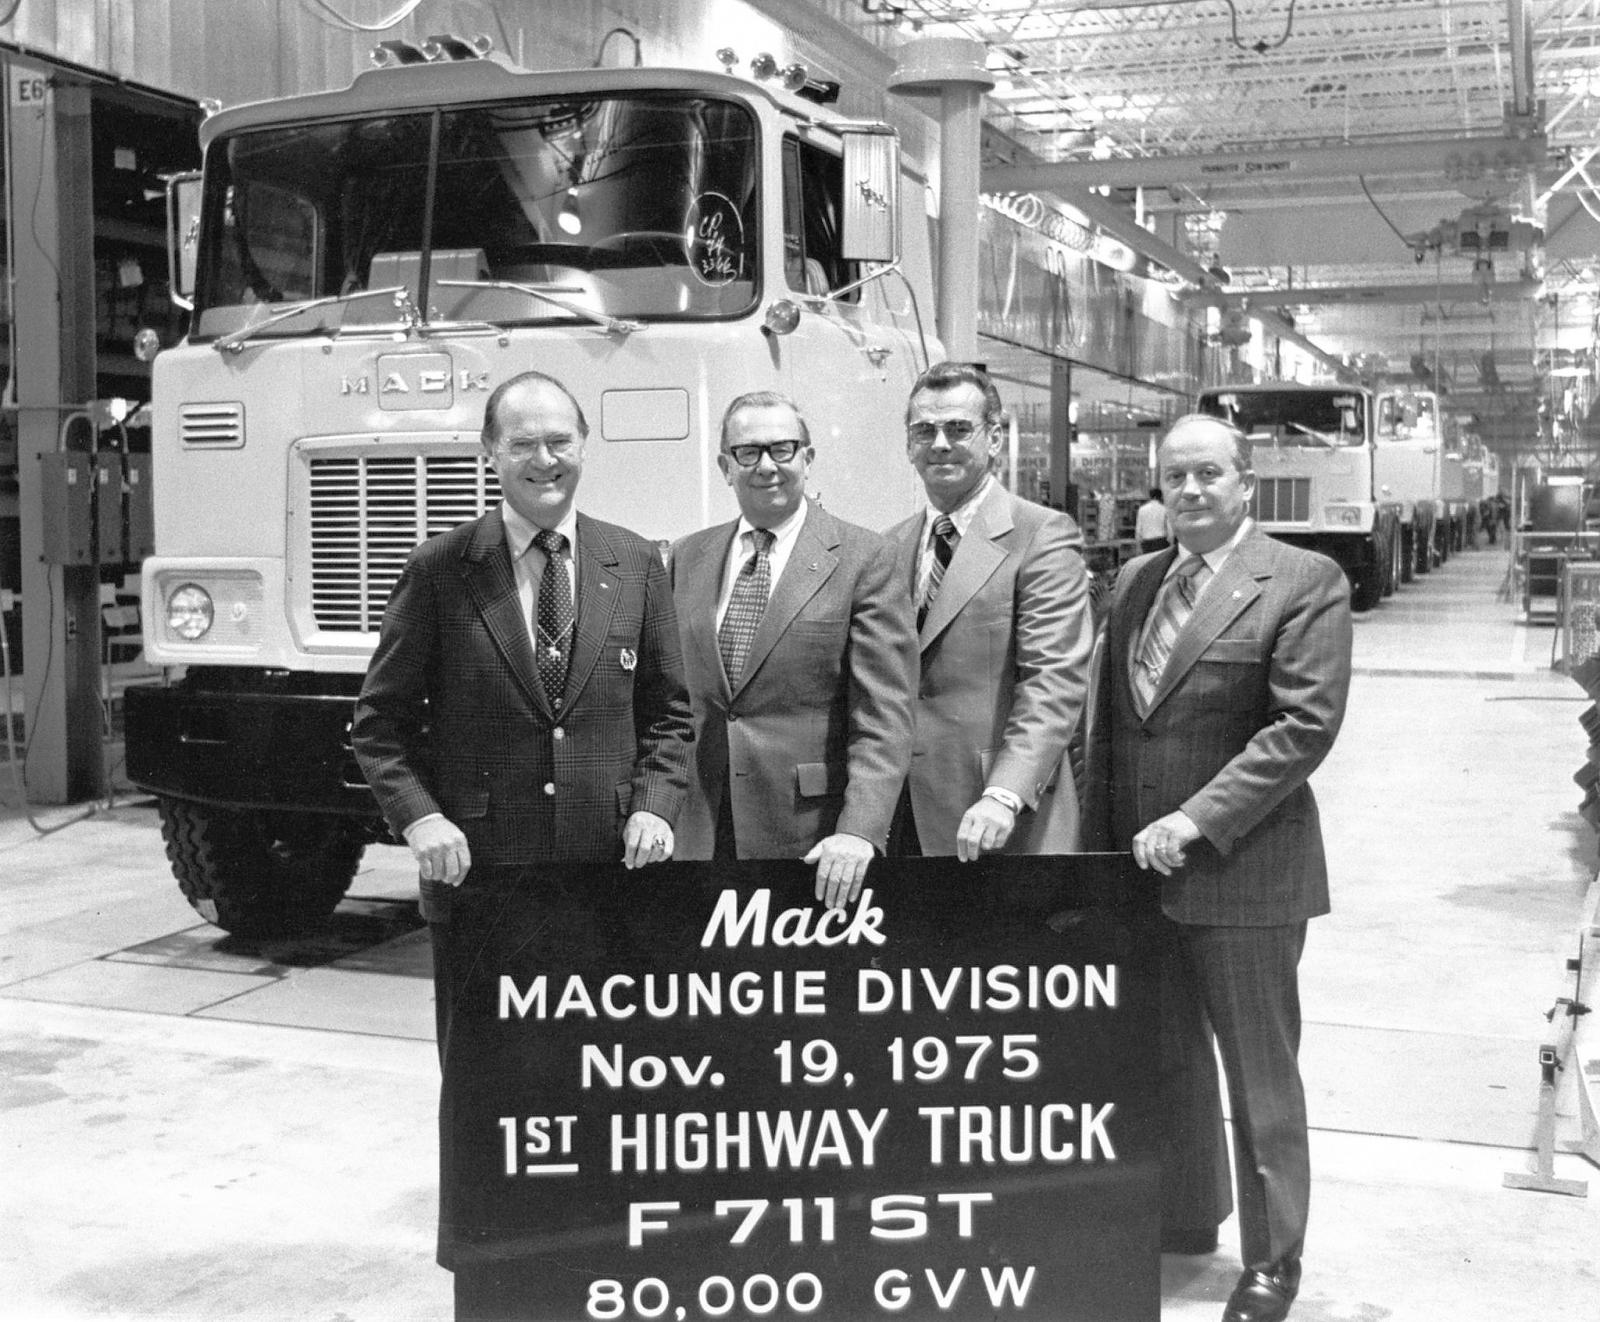 E6
MACK
Mack
MACUNGIE DIVISION
Nov. 19, 1975
1ST HIGHWAY TRUCK
F 711 ST
80,000 GVW